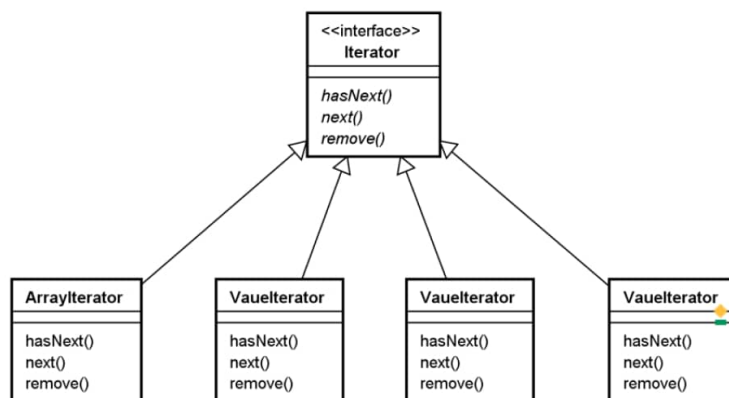 <<interface>>
Iterator
hasNext()
next()
remove()
ArrayIterator
hasNext()
next()
remove()
VaueIterator
hasNext()
next()
remove()
VaueIterator
hasNext()
next()
remove()
VaueIterator
hasNext()
next()
remove()